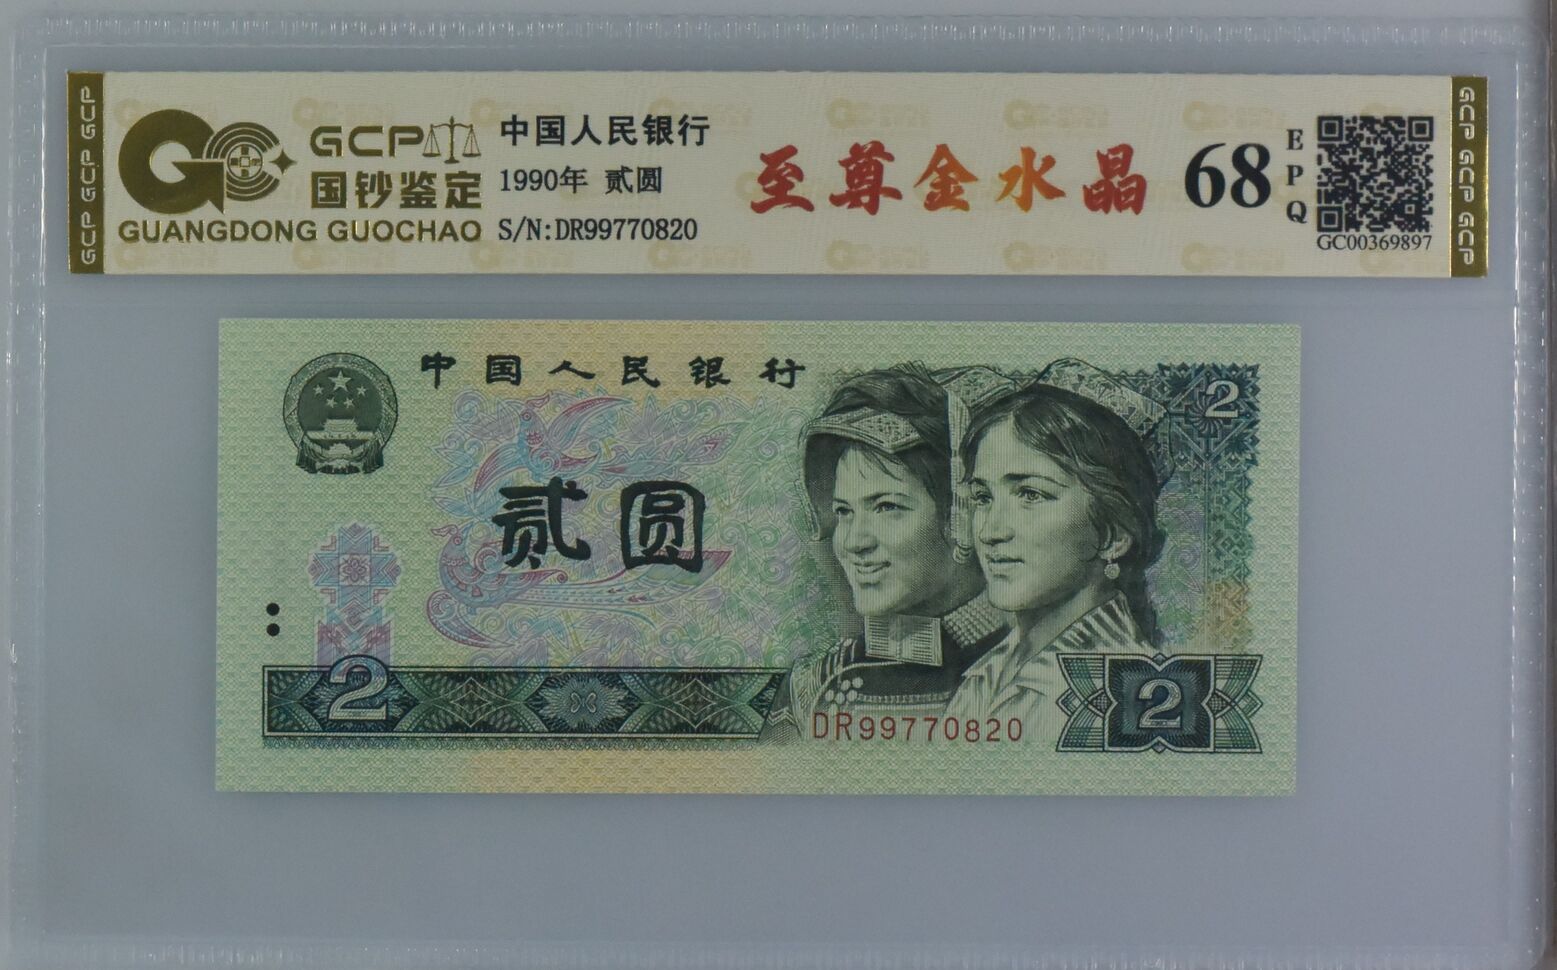 GCP GCP GCP
GCP
国钞鉴定
GUANGDONG GUOCHAO
中国人民银行
1990年 贰圆
S/N:DR99770820
至尊金水晶
68
EPQ
GC00369897
GCP GCP GCP
中国人民银行
2
贰圆
2
DR99770820
2